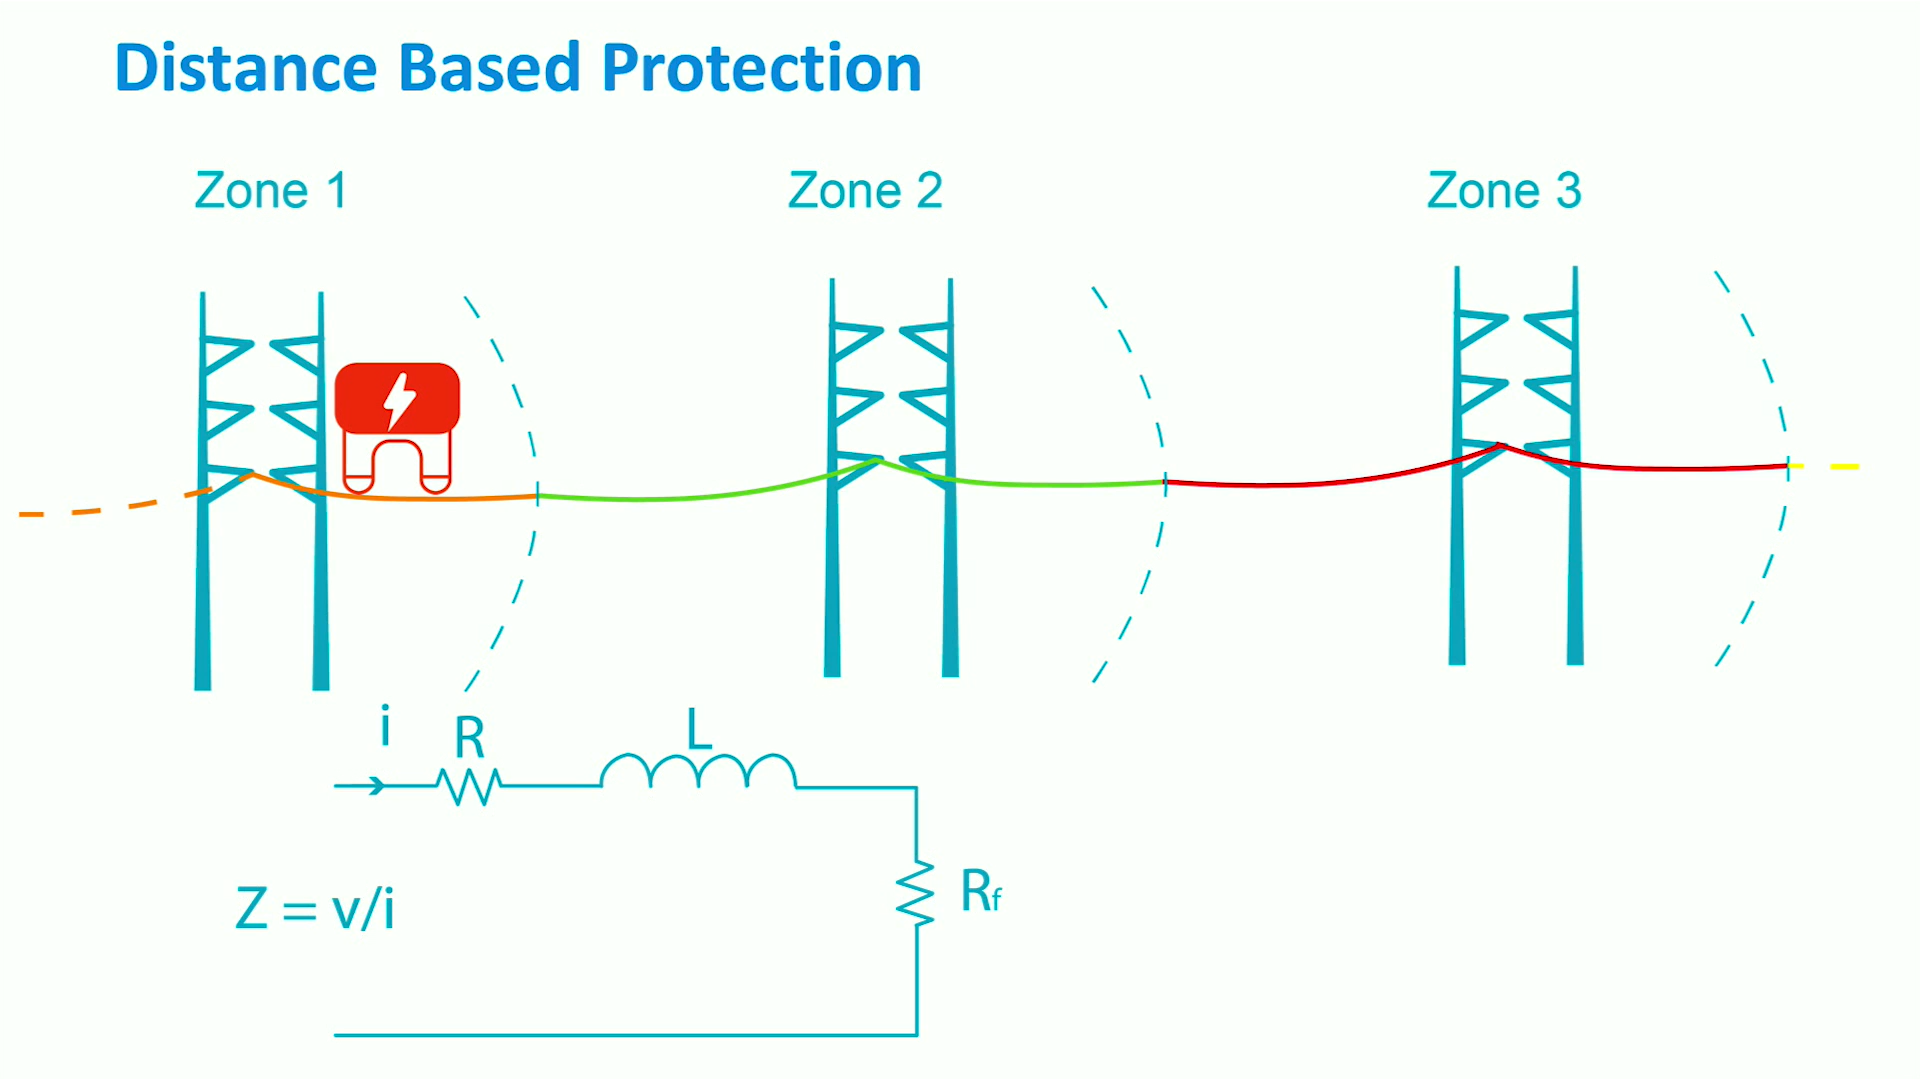 Distance Based Protection
Zone 1
Zone 2
Zone 3
i
R
L
Z = v/i
Rf